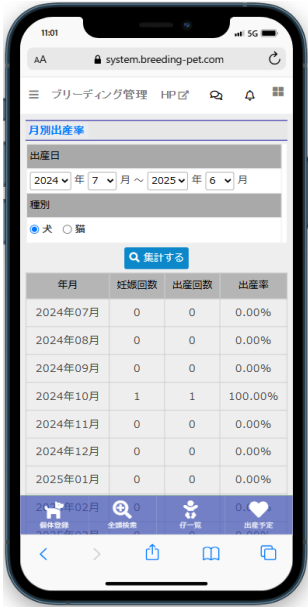 11:01
5G
AA system.breeding-pet.com
ブリーディング管理 HP
月別出産率
出産日
2024 年 7 月 ～ 2025 年 6 月
種別
犬 猫
集計する
年月 妊娠回数 出産回数 出産率
2024年07月 0 0 0.00%
2024年08月 0 0 0.00%
2024年09月 0 0 0.00%
2024年10月 1 1 100.00%
2024年11月 0 0 0.00%
2024年12月 0 0 0.00%
2025年01月 0 0 0.00%
個体登録 全頭検索 仔一覧 出産予定